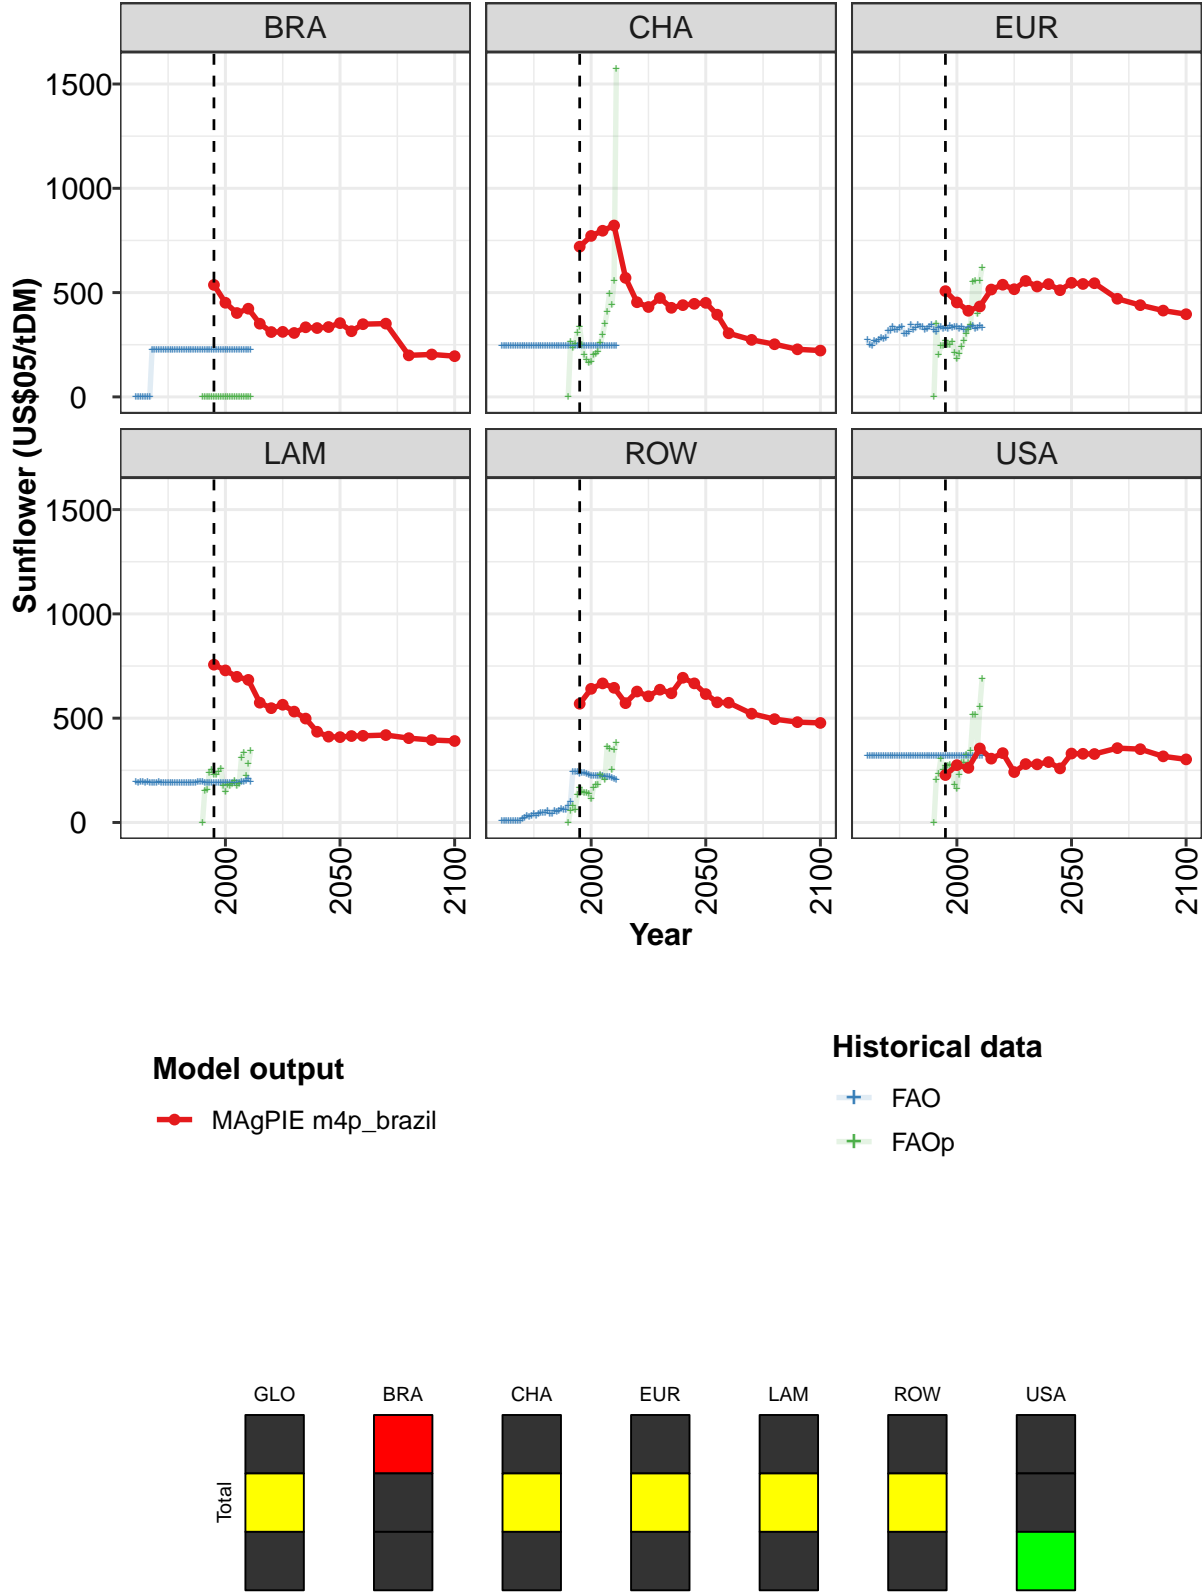 BRA CHA EUR
1500
1000
500
0
LAM ROW USA
1500
1000
500
0
Sunflower (US$05/tDM)
2000 2050 2100 2000 2050 2100 2000 2050 2100
Year
Model output
MAgPIE m4p_brazil
Historical data
FAO
FAOp
GLO BRA CHA EUR LAM ROW USA
Total